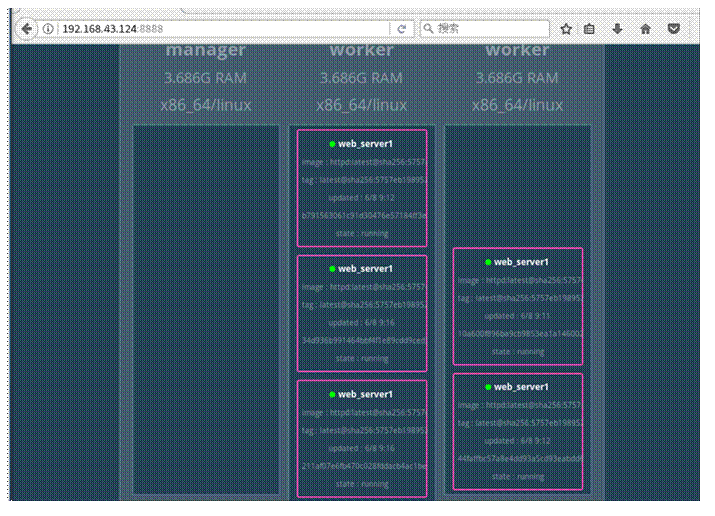 192.168.43.124:8888
搜索
manager
3.686G RAM
x86_64/linux
worker
3.686G RAM
x86_64/linux
web_server1
image : httpd:latest@sha256:5757
tag : latest@sha256:5757eb19895
updated : 6/8 9:12
b791563061c91d30476e57184ff3e
state : running
web_server1
image : httpd:latest@sha256:5757
tag : latest@sha256:5757eb19895
updated : 6/8 9:16
34d936b991464bbf4f1e89cdd9ced
state : running
web_server1
image : httpd:latest@sha256:5757
tag : latest@sha256:5757eb19895
updated : 6/8 9:16
211af07e6fb470c028fddacb4ac1be
state : running
worker
3.686G RAM
x86_64/linux
web_server1
image : httpd:latest@sha256:5757
tag : latest@sha256:5757eb19895
updated : 6/8 9:11
10a600f896ba9cb9853ea1a146002
state : running
web_server1
image : httpd:latest@sha256:5757
tag : latest@sha256:5757eb19895
updated : 6/8 9:12
44faffbc57a8e4dd93a5cd93eabdd
state : running